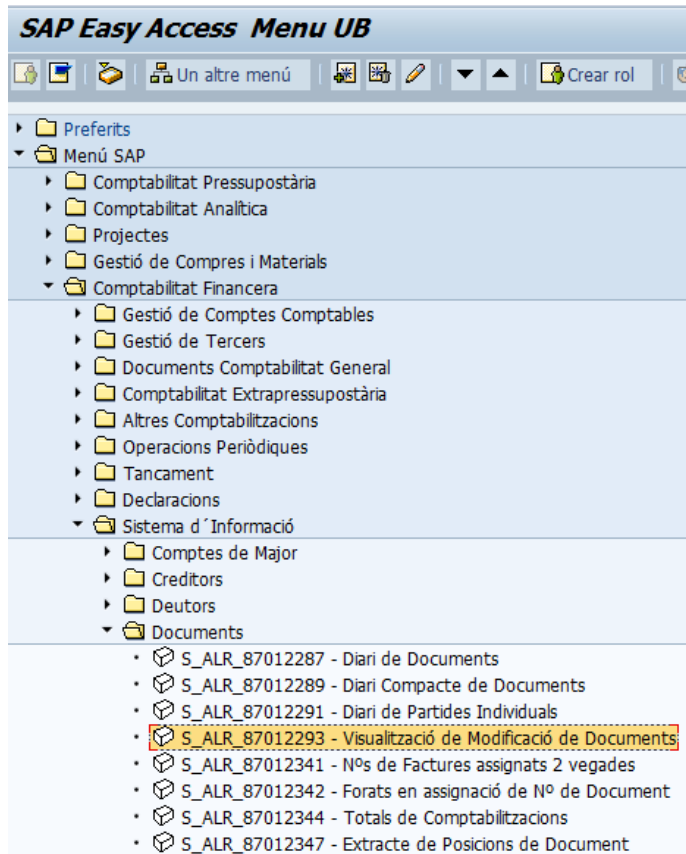 SAP Easy Access Menu UB
Un altre menú Crear rol
Preferits
Menú SAP
Comptabilitat Pressupostària
Comptabilitat Analítica
Projectes
Gestió de Compres i Materials
Comptabilitat Financera
Gestió de Comptes Comptables
Gestió de Tercers
Documents Comptabilitat General
Comptabilitat Extrapressupostària
Altres Comptabilitzacions
Operacions Periòdiques
Tancament
Declaracions
Sistema d´Informació
Comptes de Major
Creditors
Deutors
Documents
S_ALR_87012287 - Diari de Documents
S_ALR_87012289 - Diari Compacte de Documents
S_ALR_87012291 - Diari de Partides Individuals
S_ALR_87012293 - Visualització de Modificació de Documents
S_ALR_87012341 - Nºs de Factures assignats 2 vegades
S_ALR_87012342 - Forats en assignació de Nº de Document
S_ALR_87012344 - Totals de Comptabilitzacions
S_ALR_87012347 - Extracte de Posicions de Document